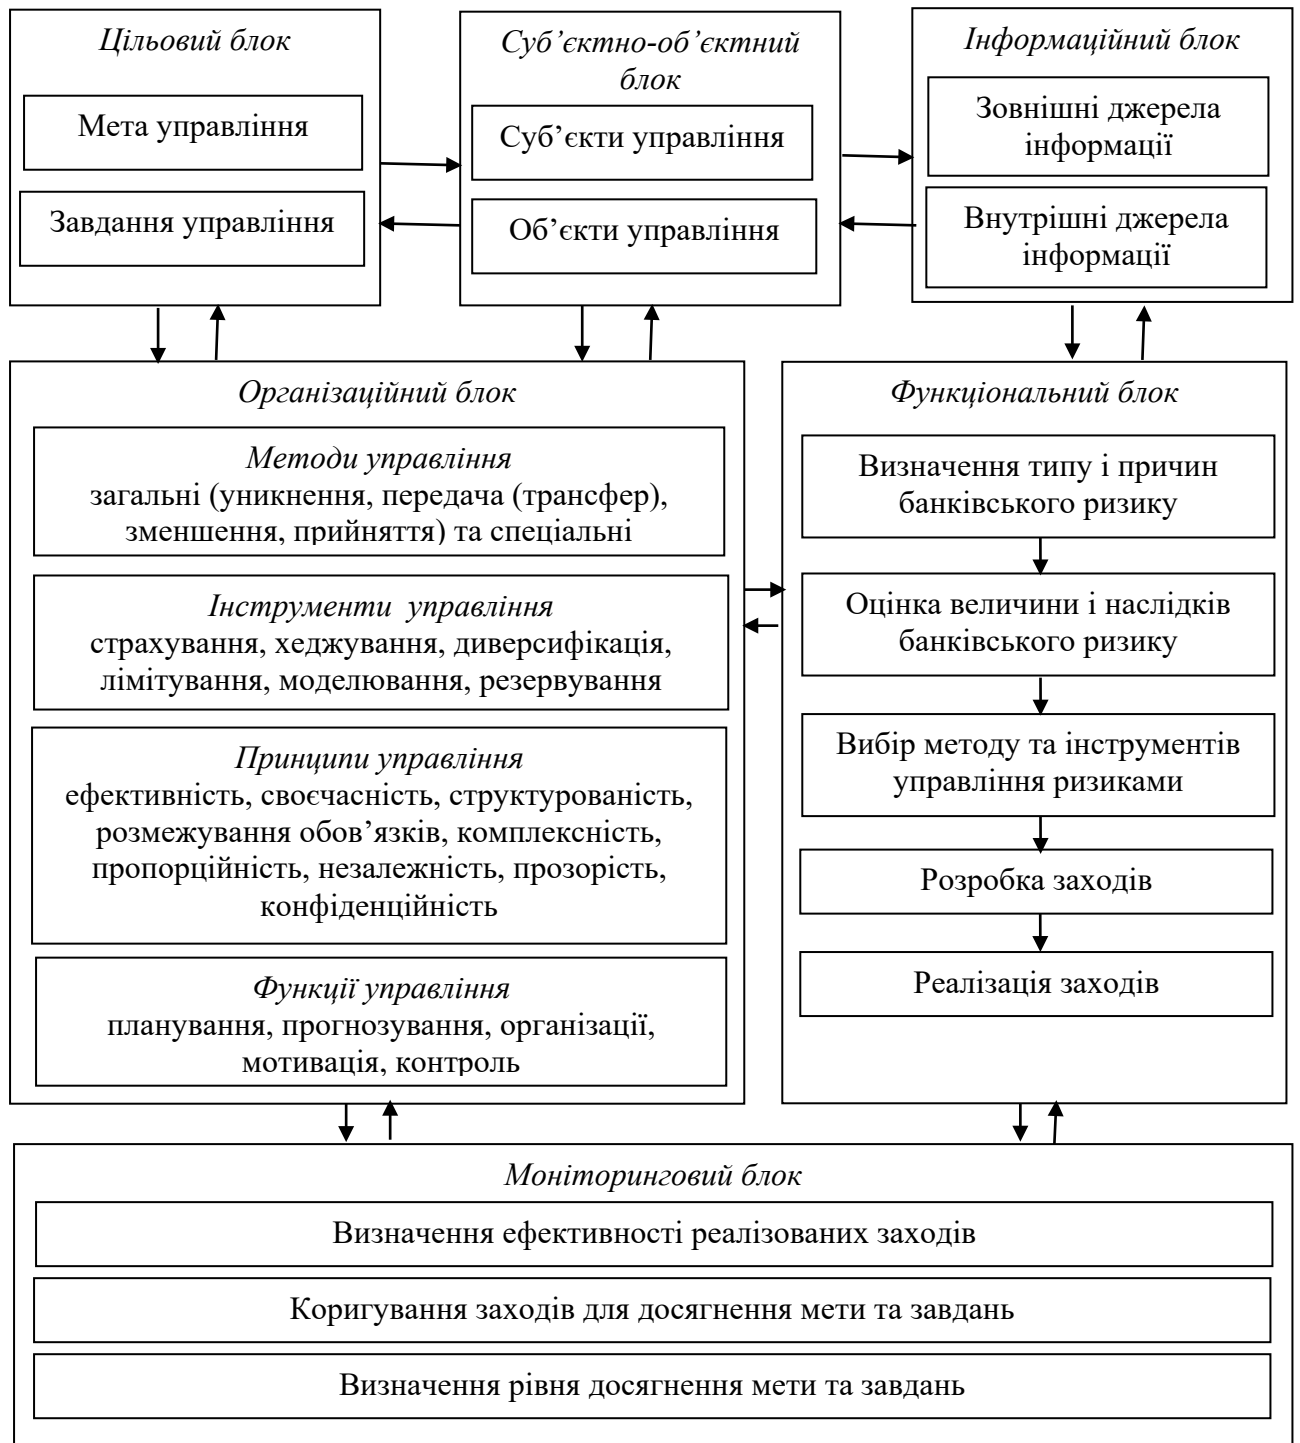 Цільовий блок
Мета управління
Завдання управління
Суб’єктно-об’єктний
блок
Суб’єкти управління
Об’єкти управління
Інформаційний блок
Зовнішні джерела
інформації
Внутрішні джерела
інформації
Організаційний блок
Методи управління
загальні (уникнення, передача (трансфер),
зменшення, прийняття) та спеціальні
Інструменти управління
страхування, хеджування, диверсифікація,
лімітування, моделювання, резервування
Принципи управління
ефективність, своєчасність, структурованість,
розмежування обов’язків, комплексність,
пропорційність, незалежність, прозорість,
конфіденційність
Функції управління
планування, прогнозування, організації,
мотивація, контроль
Функціональний блок
Визначення типу і причин
банківського ризику
Оцінка величини і наслідків
банківського ризику
Вибір методу та інструментів
управління ризиками
Розробка заходів
Реалізація заходів
Моніторинговий блок
Визначення ефективності реалізованих заходів
Коригування заходів для досягнення мети та завдань
Визначення рівня досягнення мети та завдань